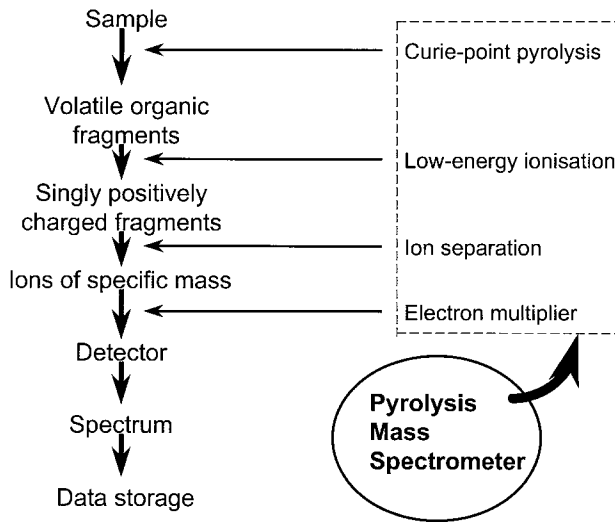 Sample
Curie-point pyrolysis
Volatile organic
fragments
Low-energy ionisation
Singly positively
charged fragments
Ion separation
Ions of specific mass
Electron multiplier
Detector
Pyrolysis
Mass
Spectrometer
Spectrum
Data storage